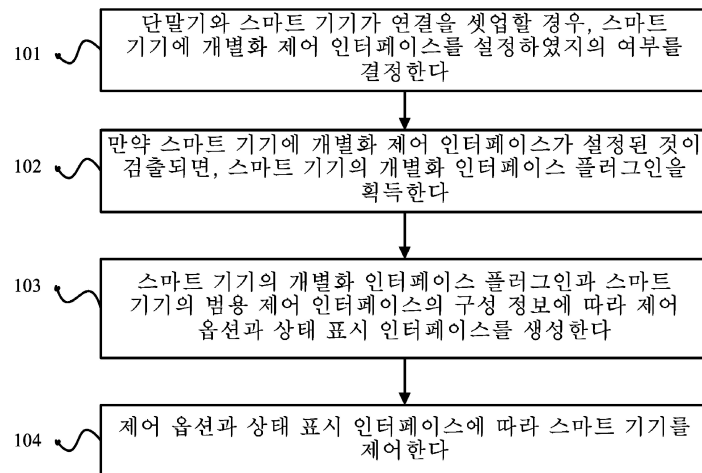 101
단말기와 스마트 기기가 연결을 셋업할 경우, 스마트
기기에 개별화 제어 인터페이스를 설정하였지의 여부를
결정한다
102
만약 스마트 기기에 개별화 제어 인터페이스가 설정된 것이
검출되면, 스마트 기기의 개별화 인터페이스 플러그인을
획득한다
103
스마트 기기의 개별화 인터페이스 플러그인과 스마트
기기의 범용 제어 인터페이스의 구성 정보에 따라 제어
옵션과 상태 표시 인터페이스를 생성한다
104
제어 옵션과 상태 표시 인터페이스에 따라 스마트 기기를
제어한다